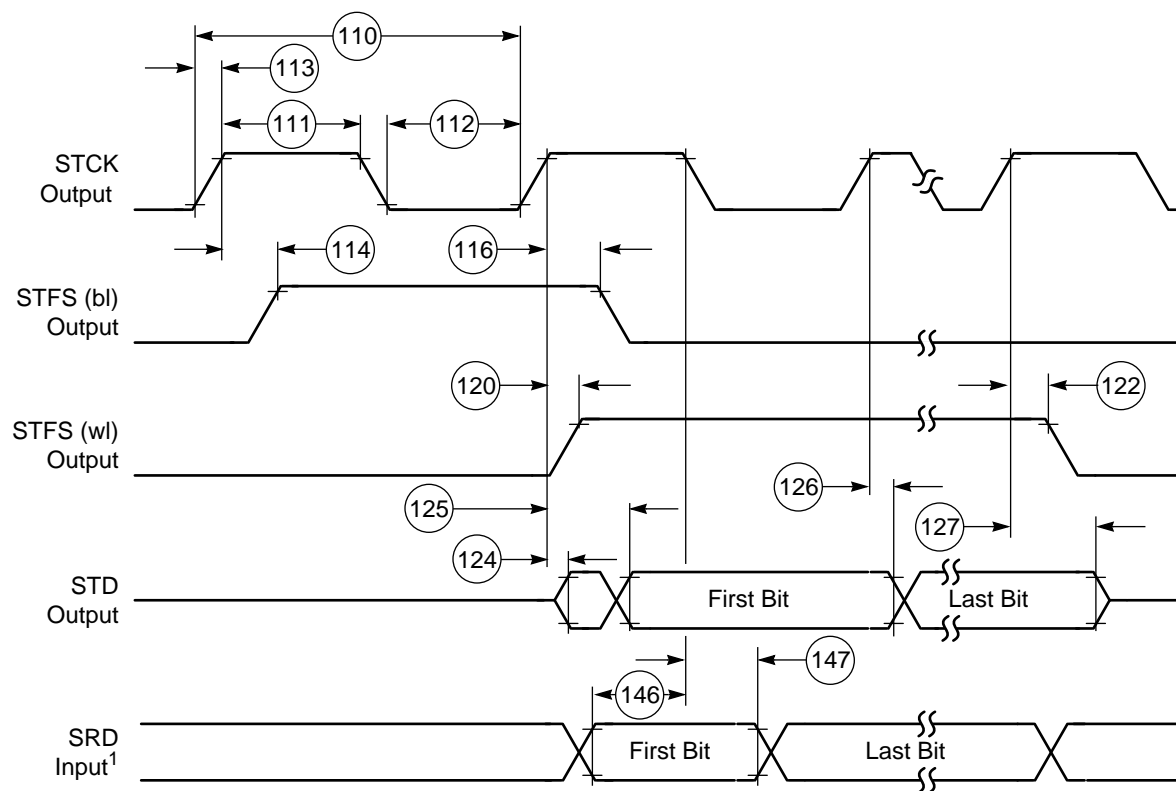 110
113
111
112
STCK
Output
114
116
STFS (bl)
Output
120
122
STFS (wl)
Output
126
125
127
124
STD
Output
First Bit
Last Bit
147
146
SRD
Input¹
First Bit
Last Bit